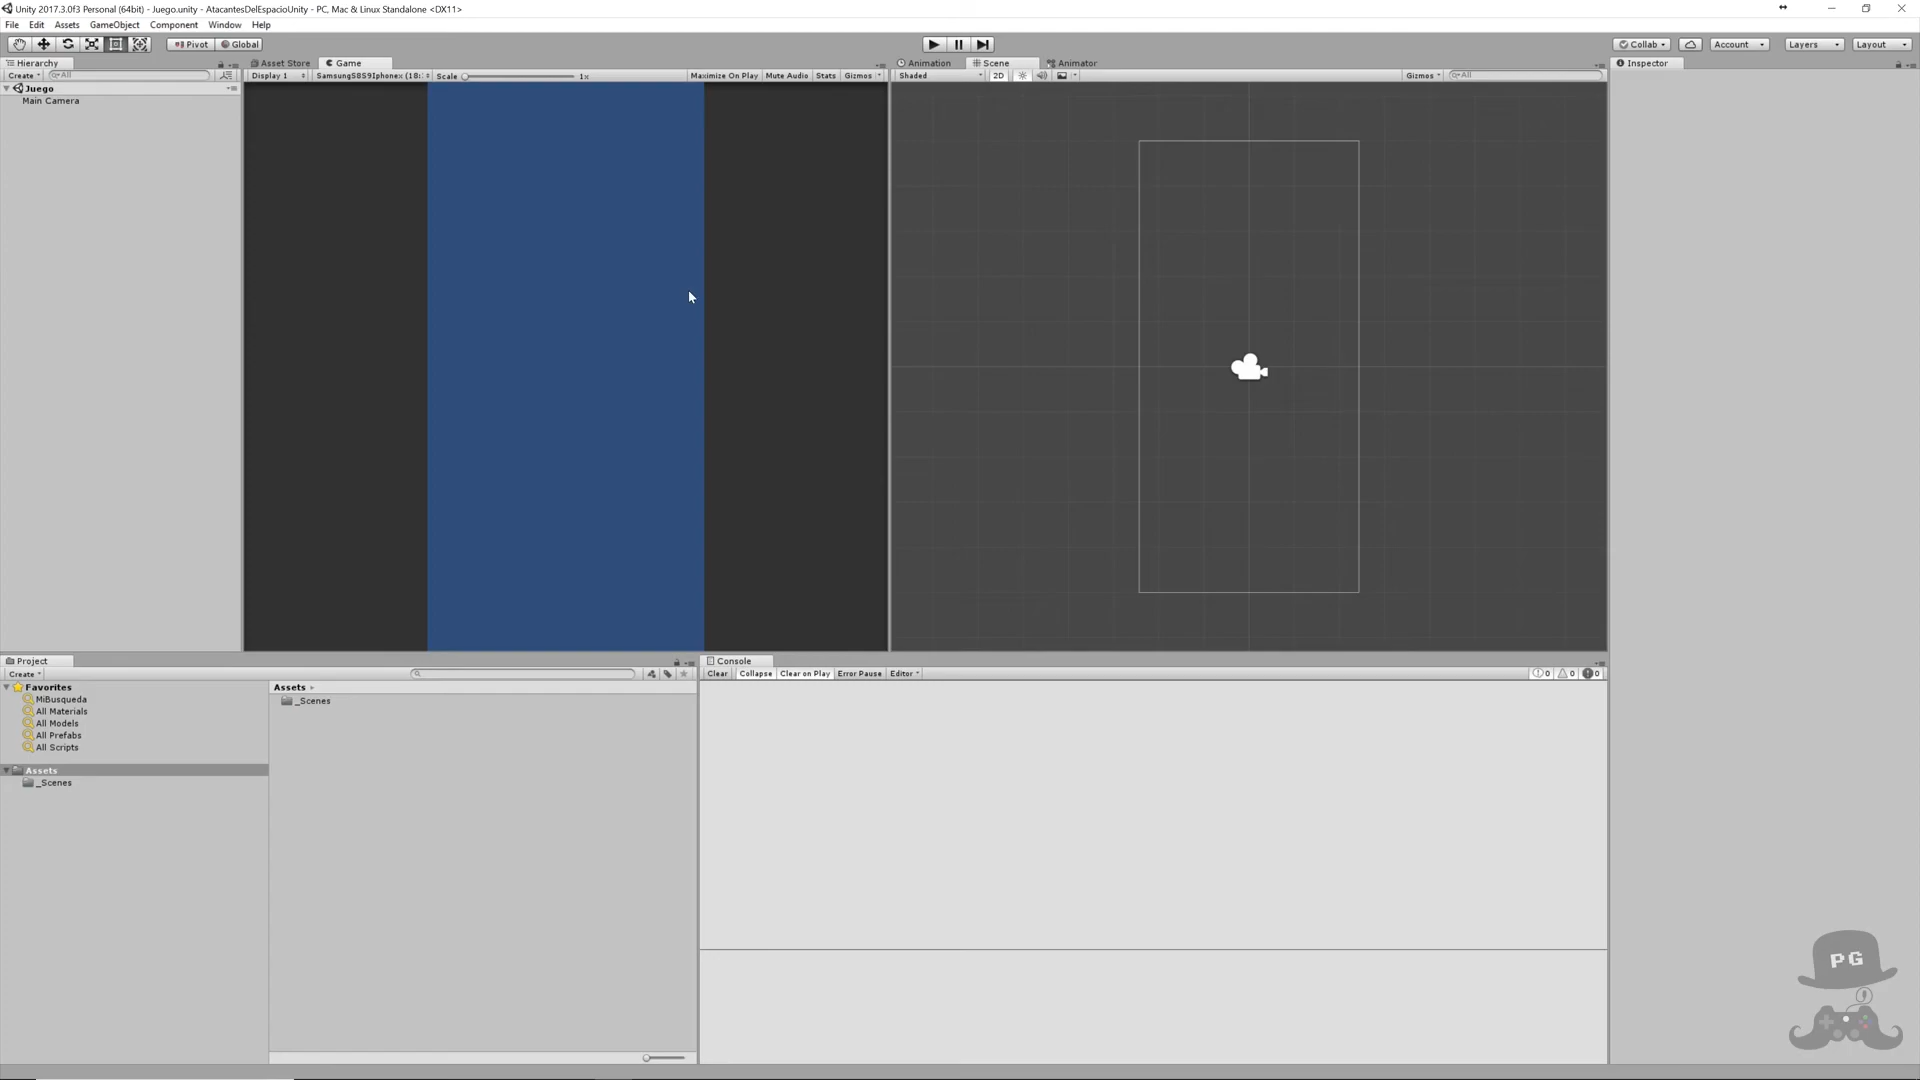 Unity 2017.3.0f3 Personal (64bit) - Juego.unity - AtacantesDelEspacioUnity - PC, Mac & Linux Standalone <DX11>
File Edit Assets GameObject Component Window Help
Pivot Global Collab Account Layers Layout
Hierarchy Asset Store Game Animation Scene Animator Inspector
Create All Display 1 SamsungS8S9Iphonex (18: Scale 1x Maximize On Play Mute Audio Stats Gizmos Shaded 2D Gizmos All
Juego
Main Camera
Project Console
Create Clear Collapse Clear on Play Error Pause Editor 0 0 0
Favorites Assets
MiBusqueda _Scenes
All Materials
All Models
All Prefabs
All Scripts
Assets
_Scenes
PG